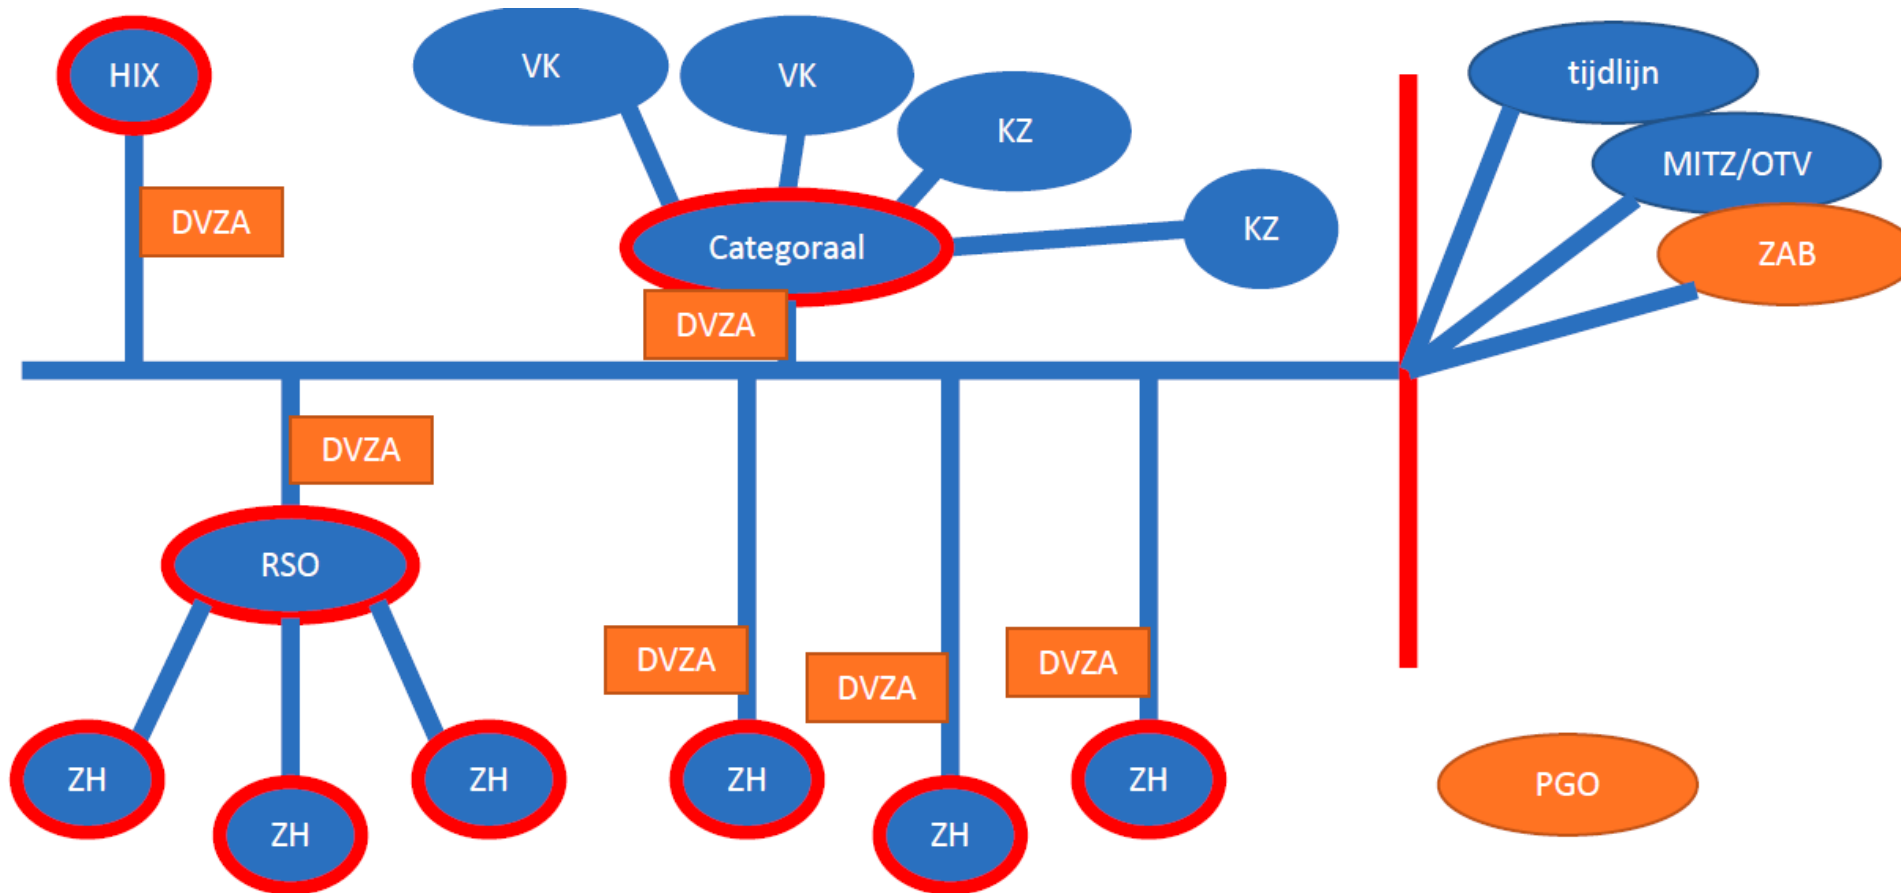 HIX
VK
VK
KZ
tijdlijn
MITZ/OTV
ZAB
DVZA
Categoraal
KZ
DVZA
DVZA
RSO
DVZA
DVZA
DVZA
ZH
ZH
ZH
ZH
ZH
ZH
PGO